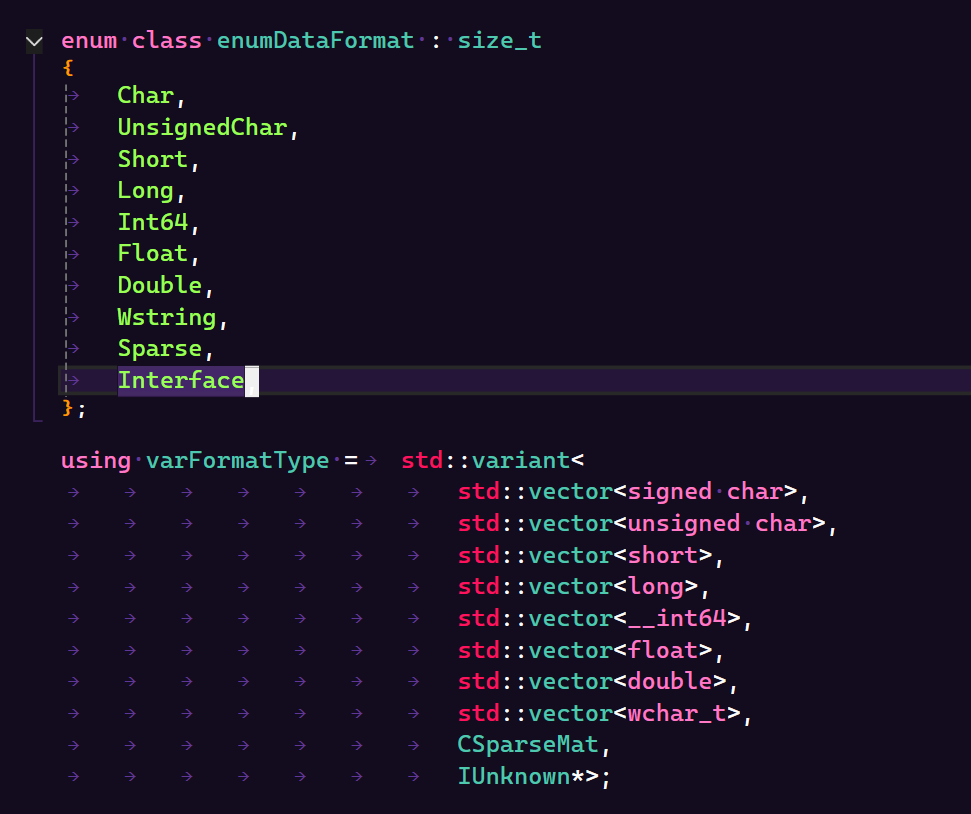 enum class enumDataFormat : size_t
{
Char,
UnsignedChar,
Short,
Long,
Int64,
Float,
Double,
Wstring,
Sparse,
Interface,
};
using varFormatType = std::variant<
std::vector<signed char>,
std::vector<unsigned char>,
std::vector<short>,
std::vector<long>,
std::vector<__int64>,
std::vector<float>,
std::vector<double>,
std::vector<wchar_t>,
CSparseMat,
IUnknown*>;